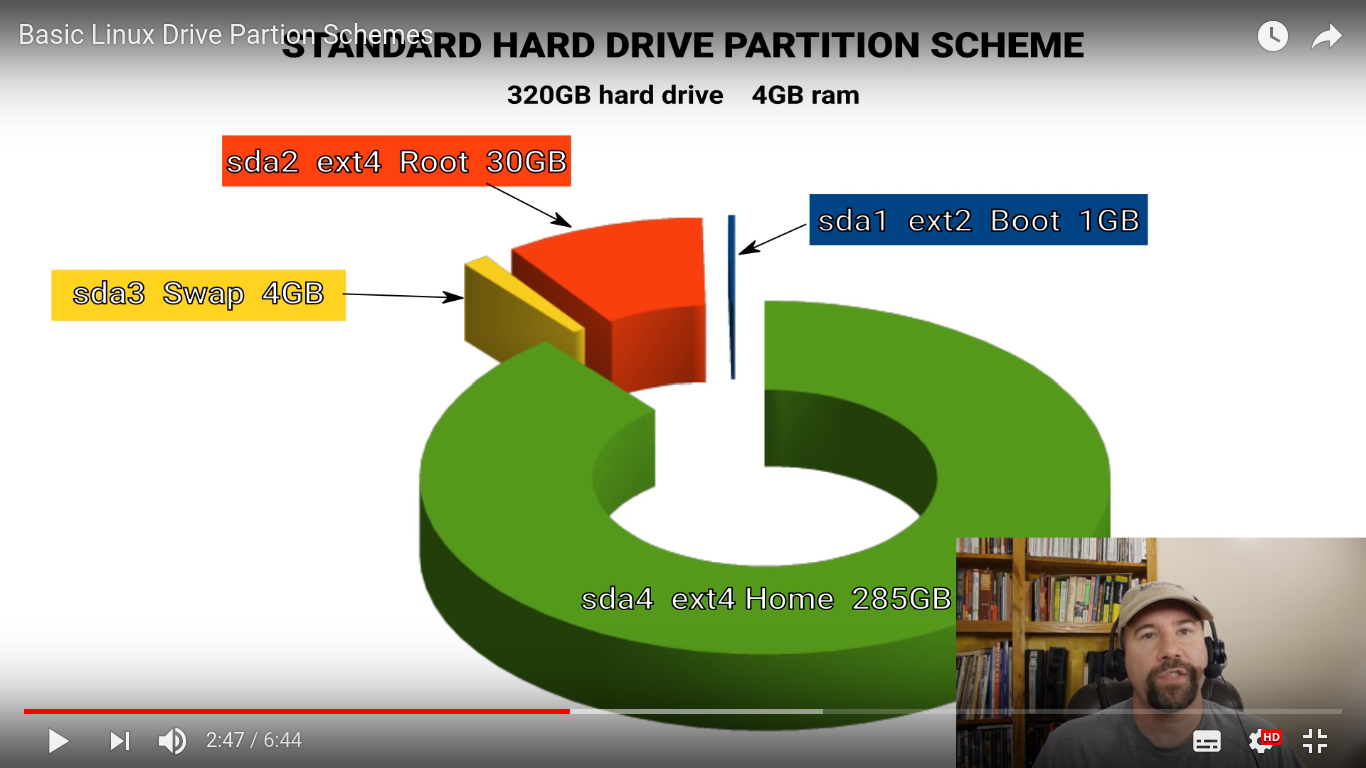 Basic Linux Drive Partion Schemes
STANDARD HARD DRIVE PARTITION SCHEME
320GB hard drive 4GB ram
sda2 ext4 Root 30GB
sda1 ext2 Boot 1GB
sda3 Swap 4GB
sda4 ext4 Home 285GB
2:47 / 6:44
HD